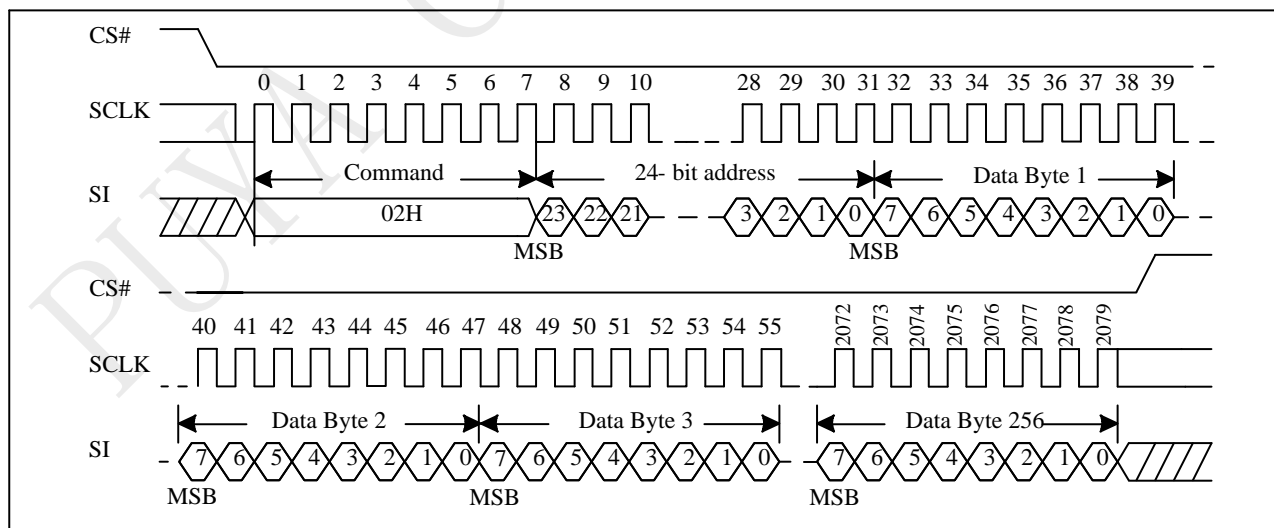 CS#
0 1 2 3 4 5 6 7 8 9 10 28 29 30 31 32 33 34 35 36 37 38 39
SCLK
Command 24- bit address Data Byte 1
SI
02H 23 22 21 3 2 1 0 7 6 5 4 3 2 1 0
MSB MSB
CS#
40 41 42 43 44 45 46 47 48 49 50 51 52 53 54 55 2072 2073 2074 2075 2076 2077 2078 2079
SCLK
Data Byte 2 Data Byte 3 Data Byte 256
SI
7 6 5 4 3 2 1 0 7 6 5 4 3 2 1 0 7 6 5 4 3 2 1 0
MSB MSB MSB
PUYA